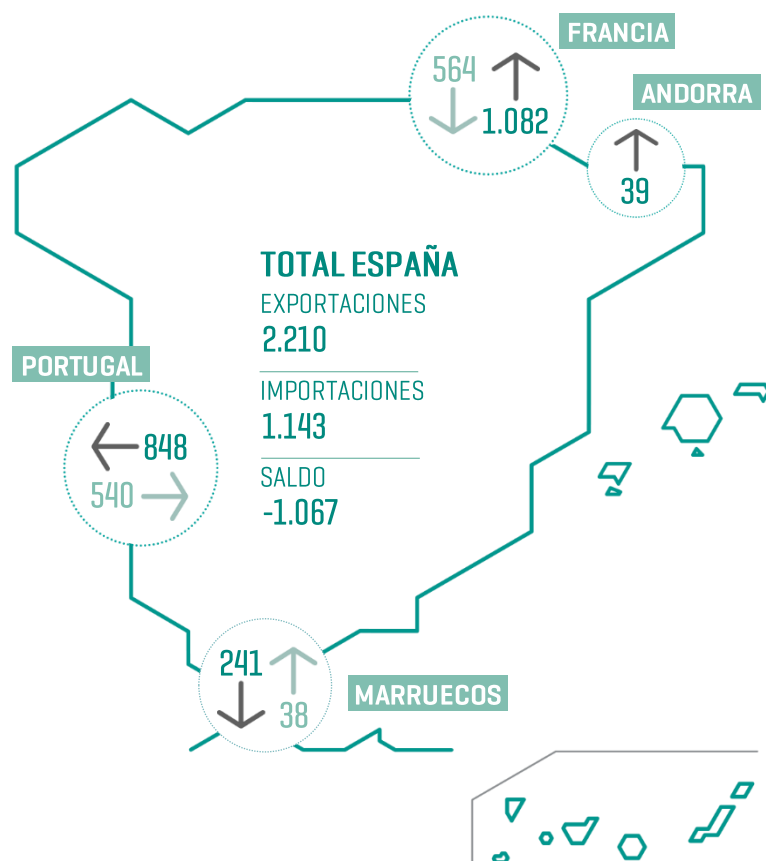 FRANCIA
564
1.082
ANDORRA
39
TOTAL ESPAÑA
EXPORTACIONES
2.210
IMPORTACIONES
1.143
SALDO
-1.067
PORTUGAL
848
540
241
38
MARRUECOS